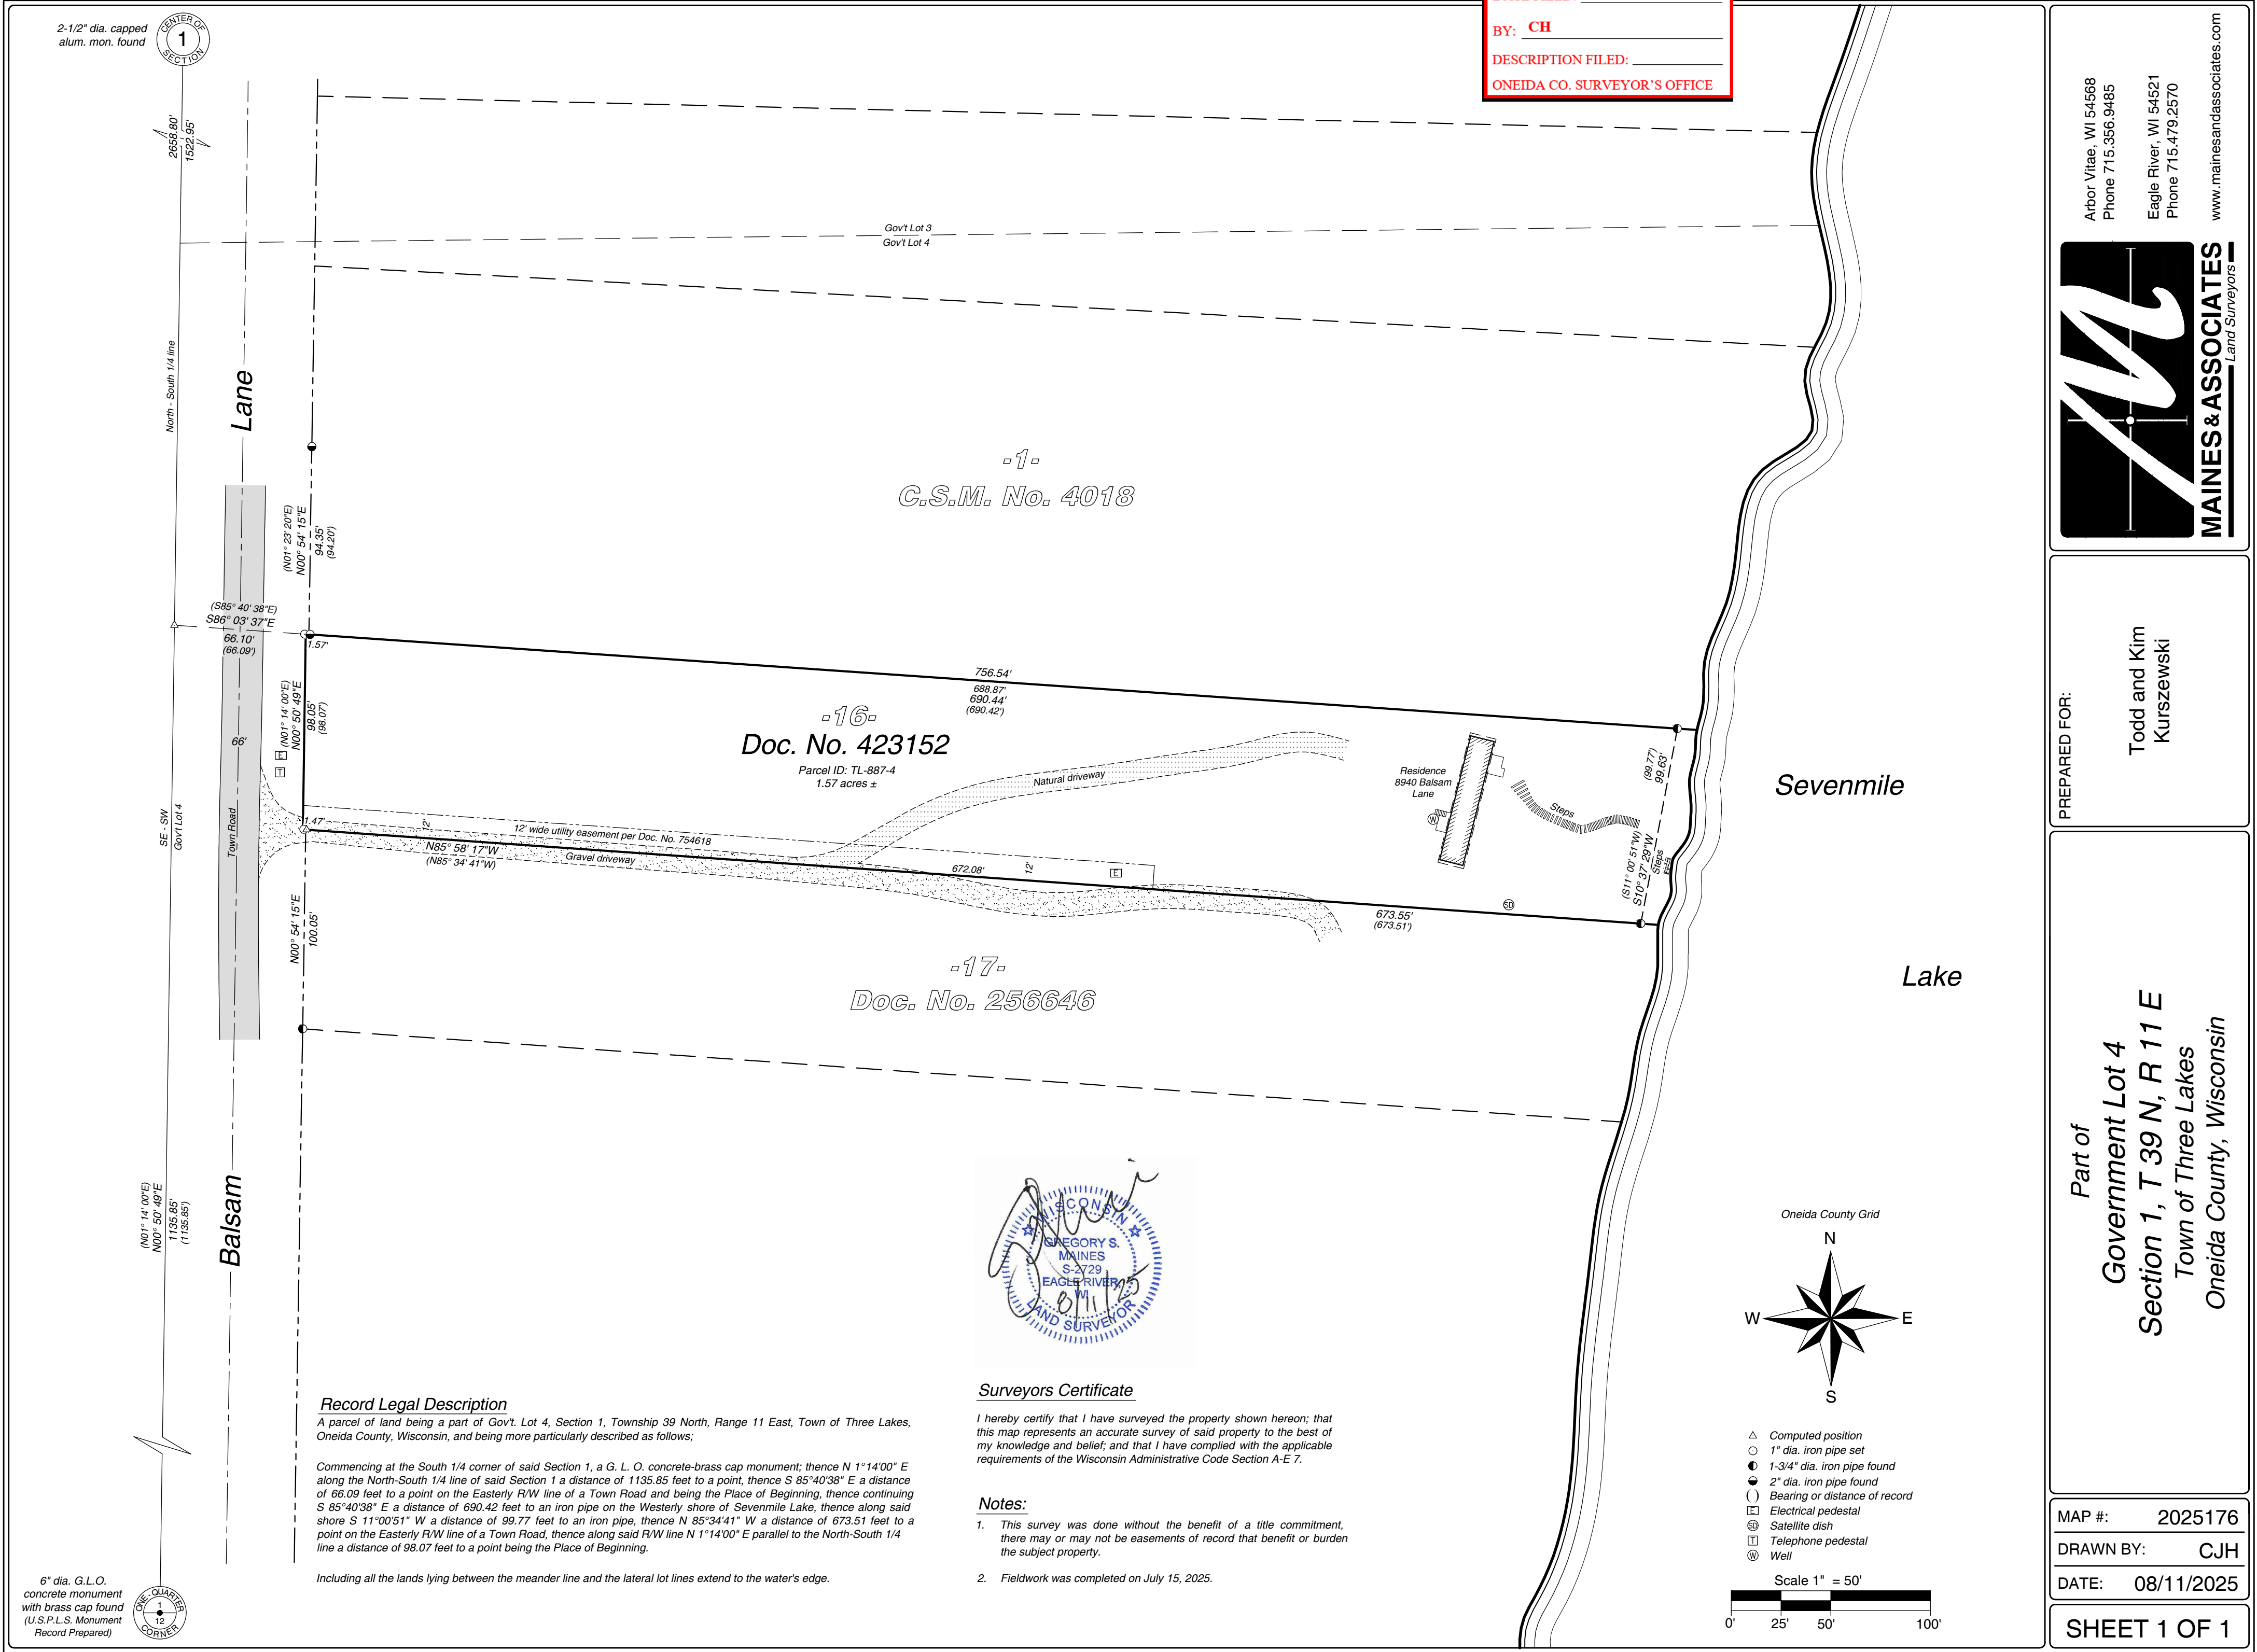 2-1/2" dia. capped
alum. mon. found
CENTER OF
1
SECTION
2658.80'
1522.95'
BY: CH
DESCRIPTION FILED:
ONEIDA CO. SURVEYOR'S OFFICE
Gov't Lot 3
Gov't Lot 4
North - South 1/4 line
Lane
-1-
C.S.M. No. 4018
(N01° 23' 20"E)
N00° 54' 15"E
94.35'
(94.20')
(S85° 40' 38"E)
S86° 03' 37"E
66.10'
(66.09')
1.57'
756.54'
688.87'
690.44'
(690.42')
(N01° 14' 00"E)
N00° 50' 49"E
98.05'
(98.07')
66'
E
T
-16-
Doc. No. 423152
Parcel ID: TL-887-4
1.57 acres ±
Natural driveway
Residence
8940 Balsam
Lane
W
Steps
(99.77')
99.63'
Sevenmile
SE - SW
Gov't Lot 4
Town Road
1.47'
12'
12' wide utility easement per Doc. No. 754618
N85° 58' 17"W
(N85° 34' 41"W)
Gravel driveway
672.08'
12'
E
SD
673.55'
(673.51')
(S11° 00' 51"W)
S10° 37' 29"W
Steps
N00° 54' 15"E
100.05'
-17-
Doc. No. 256646
Lake
(N01° 14' 00"E)
N00° 50' 49"E
1135.85'
(1135.85')
Balsam
WISCONSIN
GREGORY S.
MAINES
S-2729
EAGLE RIVER,
WI
LAND SURVEYOR
8/11/25
Oneida County Grid
N
W
E
S
Record Legal Description
A parcel of land being a part of Gov't. Lot 4, Section 1, Township 39 North, Range 11 East, Town of Three Lakes,
Oneida County, Wisconsin, and being more particularly described as follows;
Commencing at the South 1/4 corner of said Section 1, a G. L. O. concrete-brass cap monument; thence N 1°14'00" E
along the North-South 1/4 line of said Section 1 a distance of 1135.85 feet to a point, thence S 85°40'38" E a distance
of 66.09 feet to a point on the Easterly R/W line of a Town Road and being the Place of Beginning, thence continuing
S 85°40'38" E a distance of 690.42 feet to an iron pipe on the Westerly shore of Sevenmile Lake, thence along said
shore S 11°00'51" W a distance of 99.77 feet to an iron pipe, thence N 85°34'41" W a distance of 673.51 feet to a
point on the Easterly R/W line of a Town Road, thence along said R/W line N 1°14'00" E parallel to the North-South 1/4
line a distance of 98.07 feet to a point being the Place of Beginning.
Including all the lands lying between the meander line and the lateral lot lines extend to the water's edge.
Surveyors Certificate
I hereby certify that I have surveyed the property shown hereon; that
this map represents an accurate survey of said property to the best of
my knowledge and belief; and that I have complied with the applicable
requirements of the Wisconsin Administrative Code Section A-E 7.
Notes:
1. This survey was done without the benefit of a title commitment,
there may or may not be easements of record that benefit or burden
the subject property.
2. Fieldwork was completed on July 15, 2025.
Computed position
1" dia. iron pipe set
1-3/4" dia. iron pipe found
2" dia. iron pipe found
( ) Bearing or distance of record
E Electrical pedestal
SD Satellite dish
T Telephone pedestal
W Well
Scale 1" = 50'
0' 25' 50' 100'
6" dia. G.L.O.
concrete monument
with brass cap found
(U.S.P.L.S. Monument
Record Prepared)
ONE-QUARTER
1
12
CORNER
Arbor Vitae, WI 54568
Phone 715.356.9485
Eagle River, WI 54521
Phone 715.479.2570
www.mainesandassociates.com
MAINES & ASSOCIATES
Land Surveyors
PREPARED FOR:
Todd and Kim
Kurszewski
Part of
Government Lot 4
Section 1, T 39 N, R 11 E
Town of Three Lakes
Oneida County, Wisconsin
MAP #: 2025176
DRAWN BY: CJH
DATE: 08/11/2025
SHEET 1 OF 1